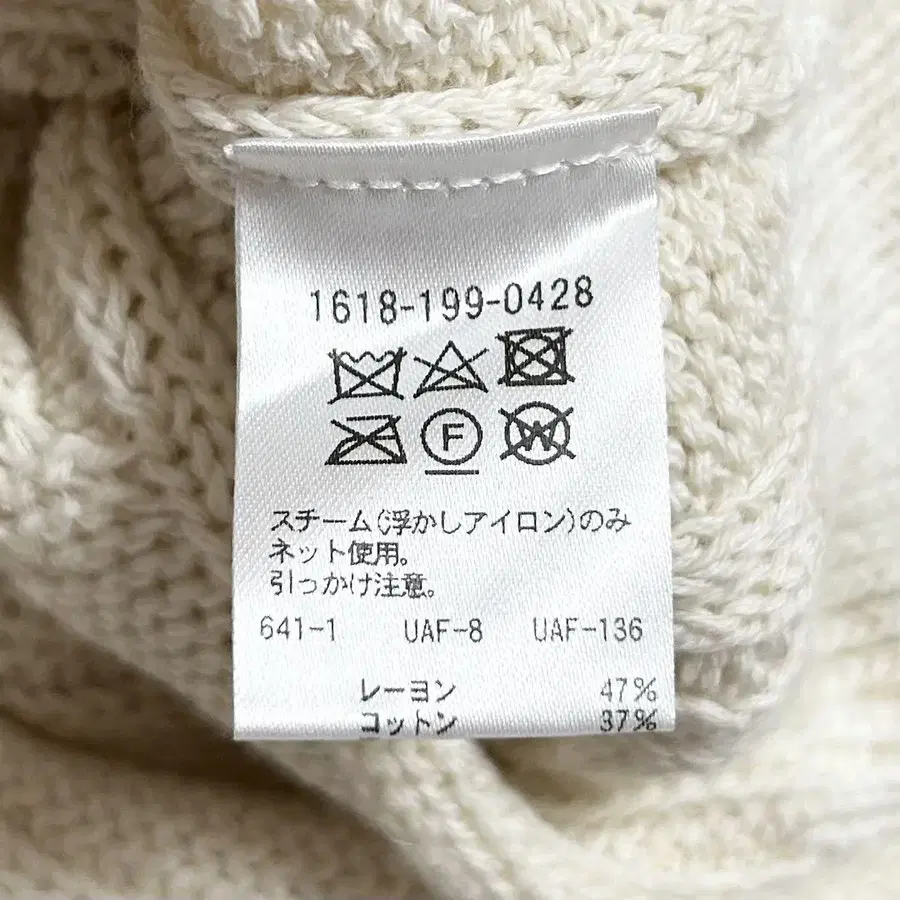 1618-199-0428
F
W
スチーム(浮かしアイロン)のみ
ネット使用。
引っかけ注意。
641-1 UAF-8 UAF-136
レーヨン 47%
コットン 37%